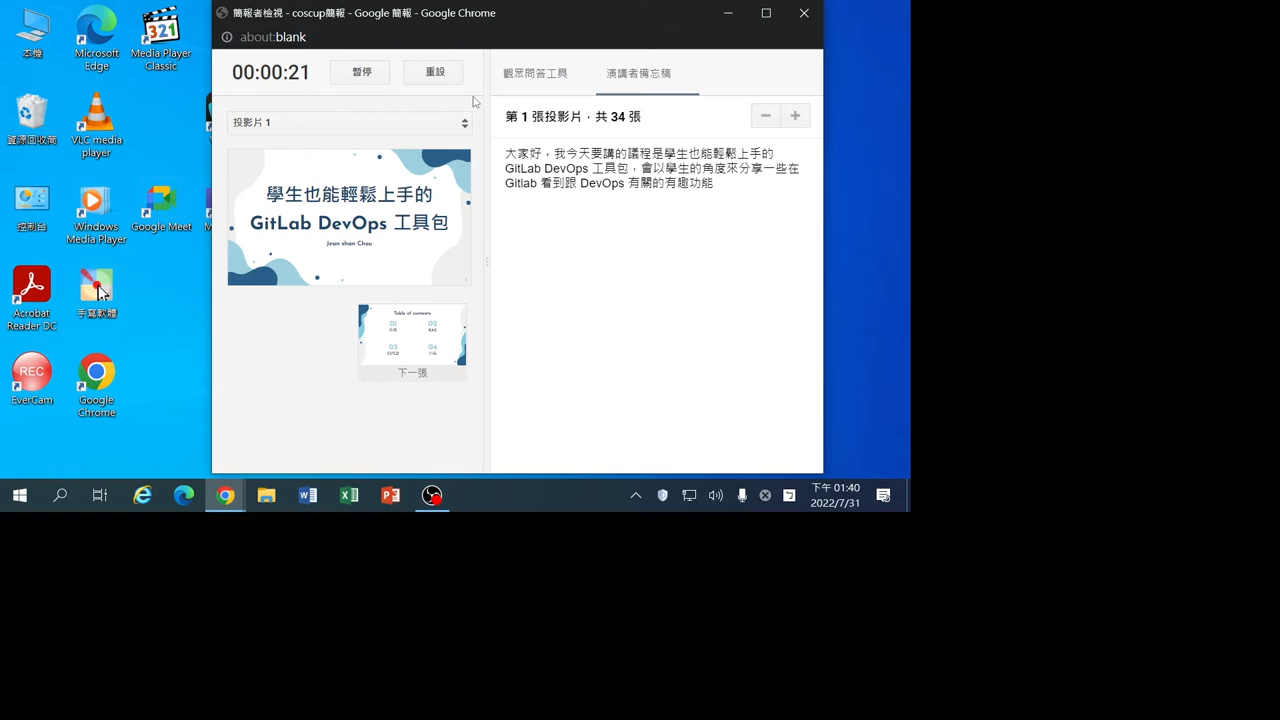 簡報者檢視 - coscup簡報 - Google 簡報 - Google Chrome
about:blank
00:00:21
暫停
重設
觀眾問答工具
演講者備忘稿
投影片 1
第 1 張投影片，共 34 張
大家好，我今天要講的議程是學生也能輕鬆上手的
GitLab DevOps 工具包，會以學生的角度來分享一些在
Gitlab 看到跟 DevOps 有關的有趣功能
學生也能輕鬆上手的
GitLab DevOps 工具包
Jean shan Chou
Table of contents
01
02
03
CI/CD
04
下一張
本機
Microsoft
Edge
Media Player
Classic
資源回收筒
VLC media
player
控制台
Windows
Media Player
Google Meet
Acrobat
Reader DC
手寫軟體
REC
EverCam
Google
Chrome
下午 01:40
2022/7/31